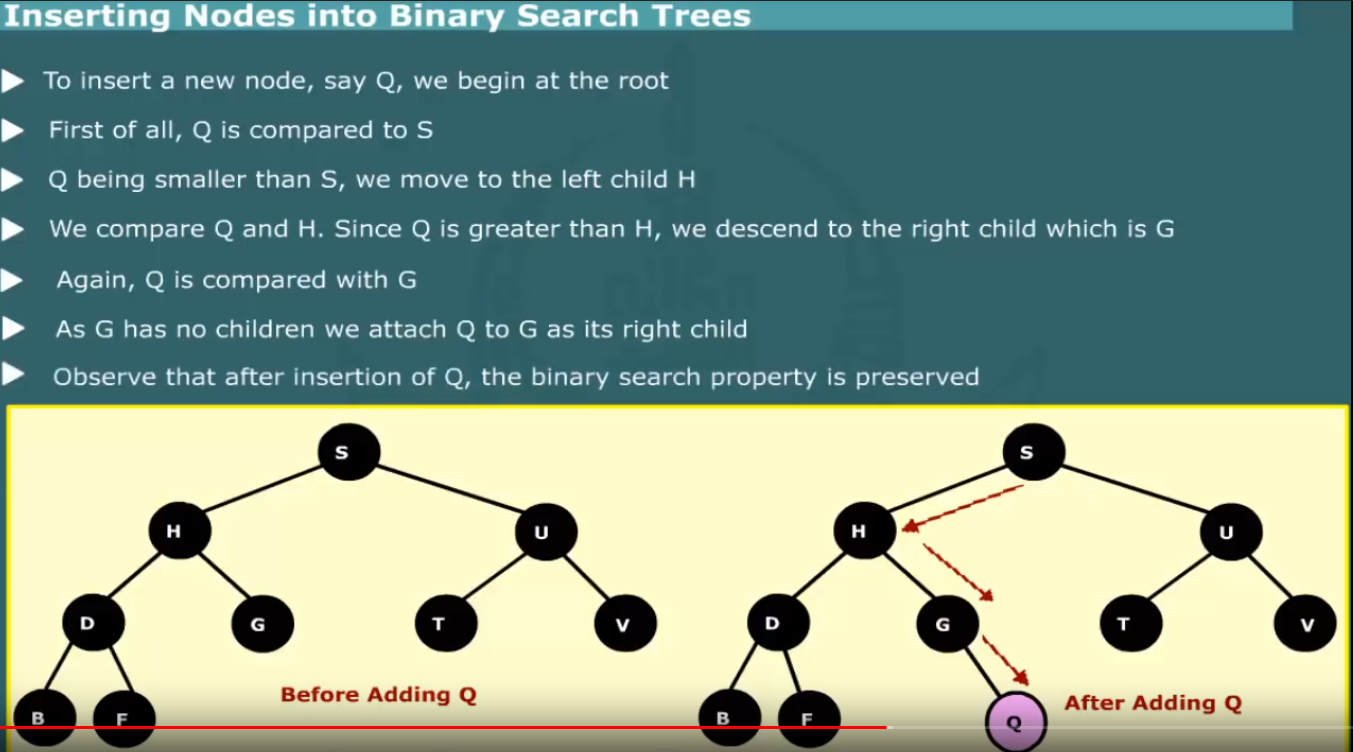 Inserting Nodes into Binary Search Trees
To insert a new node, say Q, we begin at the root
First of all, Q is compared to S
Q being smaller than S, we move to the left child H
We compare Q and H. Since Q is greater than H, we descend to the right child which is G
Again, Q is compared with G
As G has no children we attach Q to G as its right child
Observe that after insertion of Q, the binary search property is preserved
S
H
U
D
G
T
V
B
F
Before Adding Q
S
H
U
D
G
T
V
B
F
Q
After Adding Q